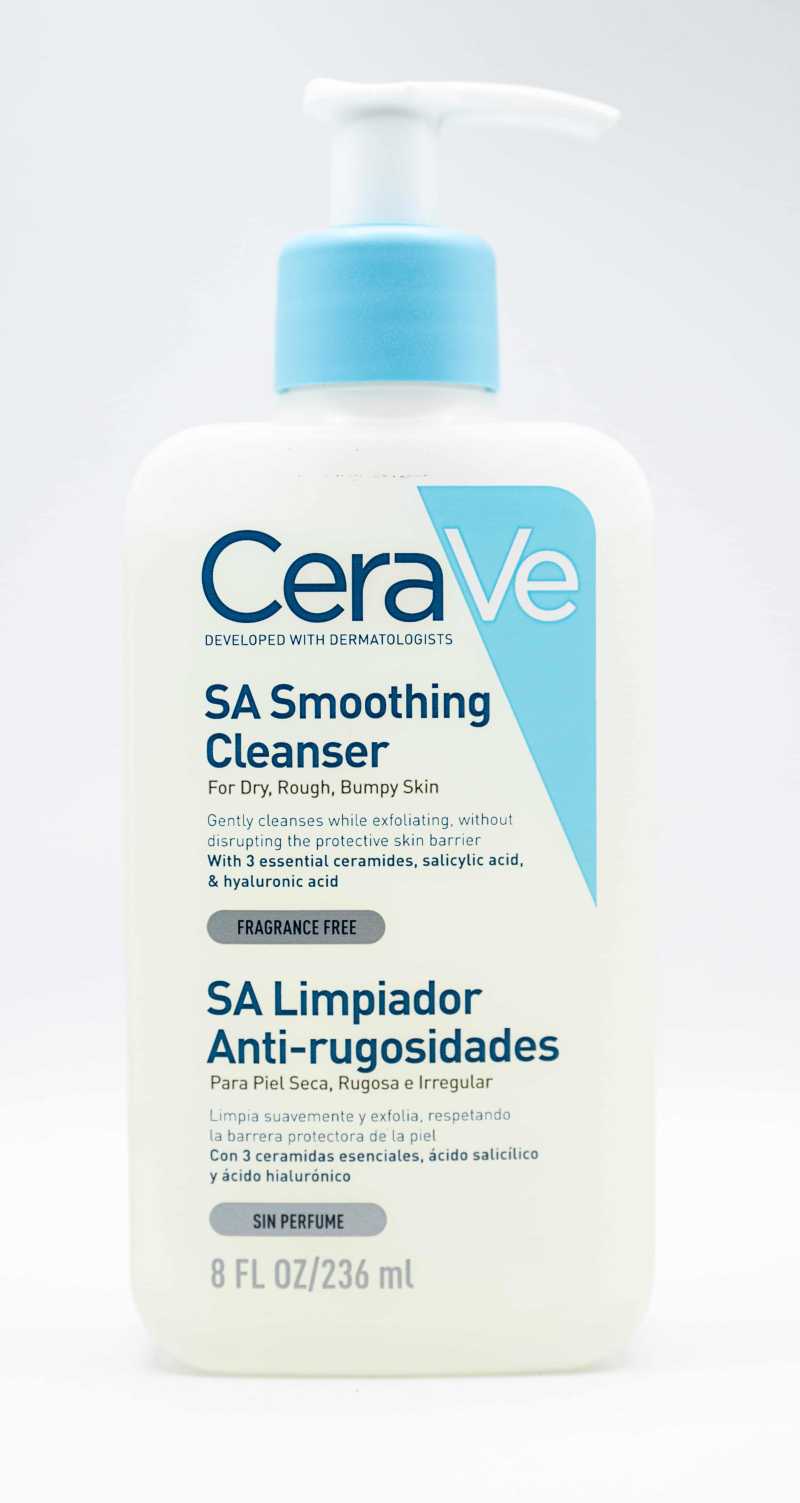 CeraVe
DEVELOPED WITH DERMATOLOGISTS
SA Smoothing
Cleanser
For Dry, Rough, Bumpy Skin
Gently cleanses while exfoliating, without
disrupting the protective skin barrier
With 3 essential ceramides, salicylic acid,
& hyaluronic acid
FRAGRANCE FREE
SA Limpiador
Anti-rugosidades
Para Piel Seca, Rugosa e Irregular
Limpia suavemente y exfolia, respetando
la barrera protectora de la piel
Con 3 ceramidas esenciales, ácido salicílico
y ácido hialurónico
SIN PERFUME
8 FL OZ/236 ml